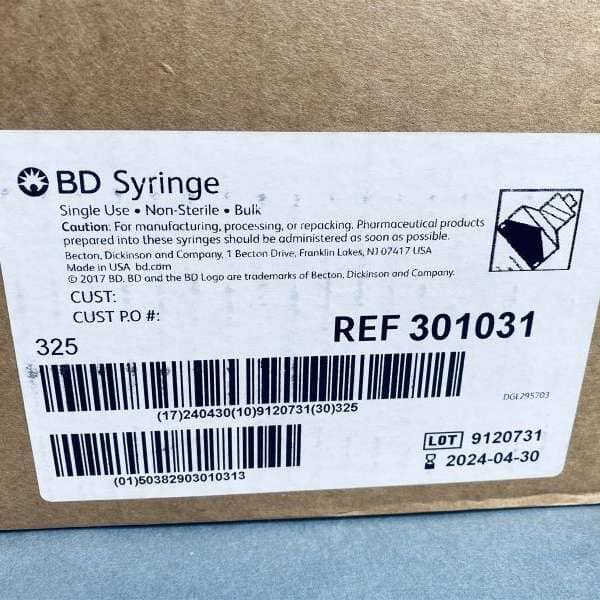 BD Syringe
Single Use • Non-Sterile • Bulk
Caution: For manufacturing, processing, or repacking. Pharmaceutical products
prepared into these syringes should be administered as soon as possible.
Becton, Dickinson and Company, 1 Becton Drive, Franklin Lakes, NJ 07417 USA
Made in USA bd.com
© 2017 BD. BD and the BD Logo are trademarks of Becton, Dickinson and Company.
CUST:
CUST P.O #:
325
REF 301031
(17)240430(10)9120731(30)325
DGL295703
LOT 9120731
2024-04-30
(01)50382903010313